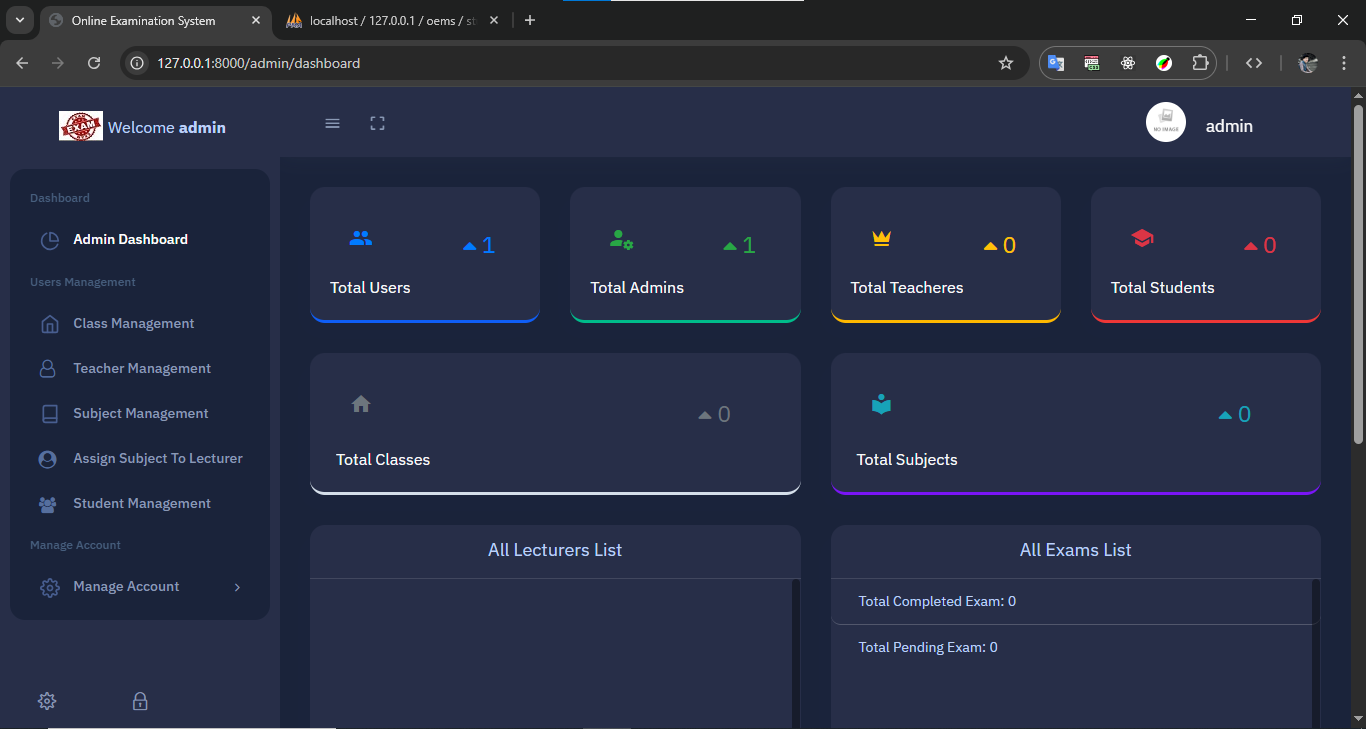 Online Examination System
localhost / 127.0.0.1 / oems / st
127.0.0.1:8000/admin/dashboard
EXAM
Welcome admin
NO IMAGE
admin
Dashboard
Admin Dashboard
Users Management
Class Management
Teacher Management
Subject Management
Assign Subject To Lecturer
Student Management
Manage Account
Manage Account
1
Total Users
1
Total Admins
0
Total Teacheres
0
Total Students
0
Total Classes
0
Total Subjects
All Lecturers List
All Exams List
Total Completed Exam: 0
Total Pending Exam: 0